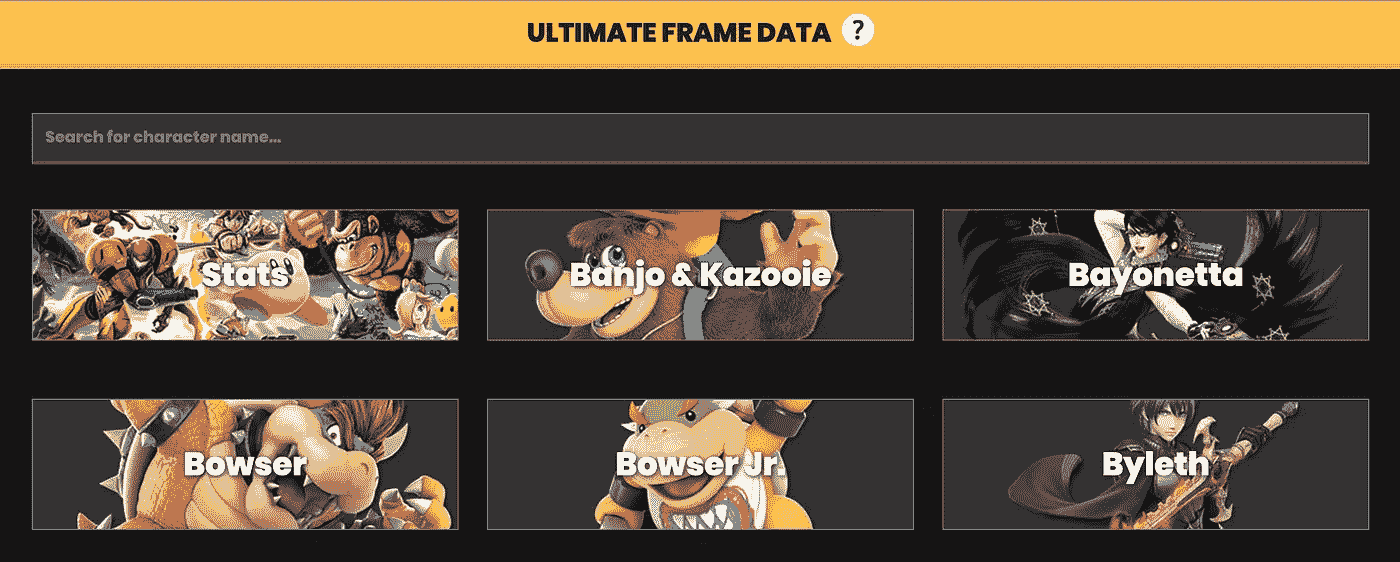 ULTIMATE FRAME DATA ?
Search for character name...
Stats
Banjo & Kazooie
Bayonetta
Bowser
Bowser Jr.
Byleth